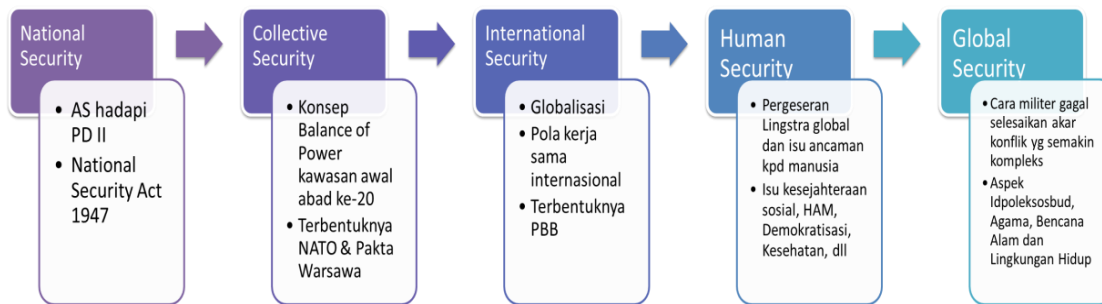 National
Security
• AS hadapi
PD II
• National
Security Act
1947
Collective
Security
• Konsep
Balance of
Power
kawasan awal
abad ke-20
• Terbentuknya
NATO & Pakta
Warsawa
International
Security
• Globalisasi
• Pola kerja
sama
internasional
• Terbentuknya
PBB
Human
Security
• Pergeseran
Lingstra global
dan isu ancaman
kpd manusia
• Isu kesejahteraan
sosial, HAM,
Demokratisasi,
Kesehatan, dll
Global
Security
• Cara militer gagal
selesaikan akar
konflik yg semakin
kompleks
• Aspek
Idpoleksosbud,
Agama, Bencana
Alam dan
Lingkungan Hidup